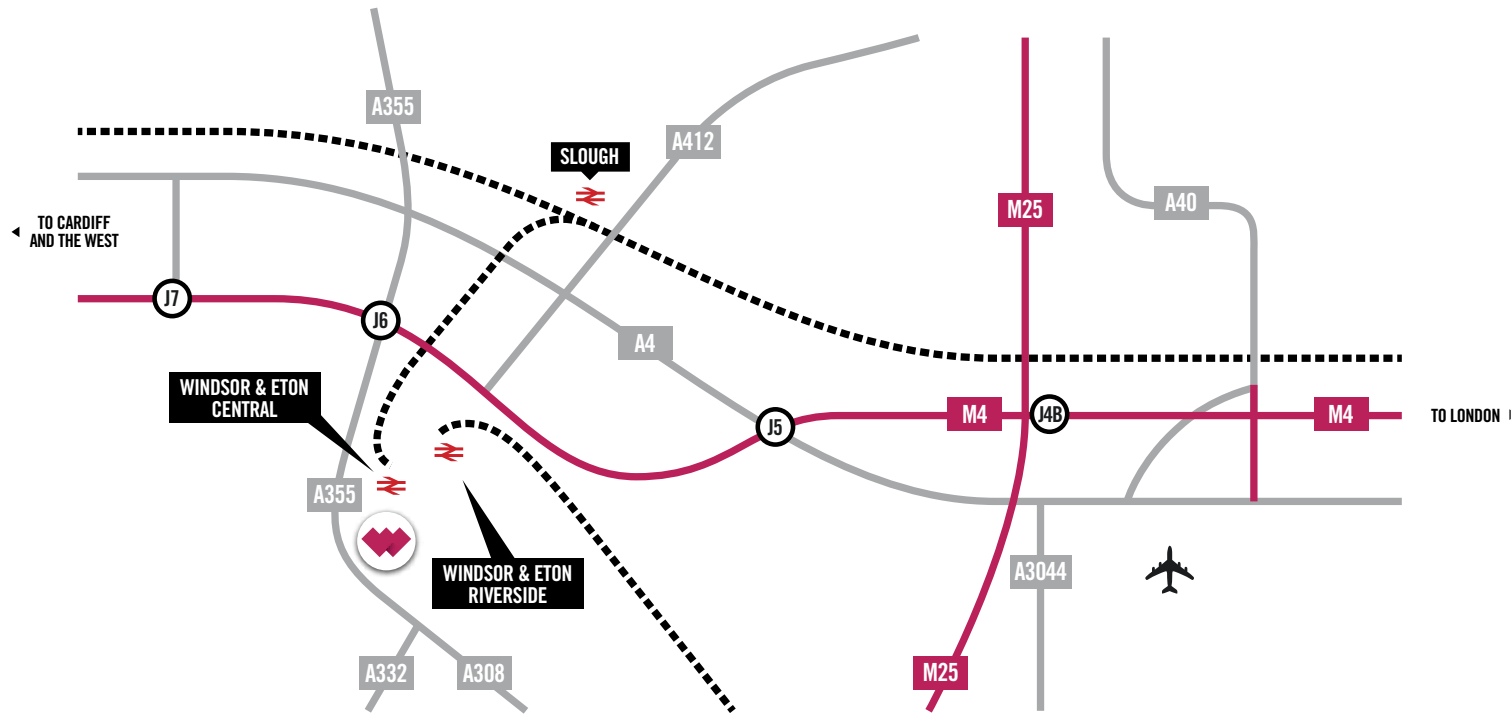 A355
SLOUGH
A412
M25
A40
TO CARDIFF
AND THE WEST
J7
J6
A4
WINDSOR & ETON
CENTRAL
J5
M4
J4B
M4
TO LONDON
A355
WINDSOR & ETON
RIVERSIDE
A3044
A332
A308
M25